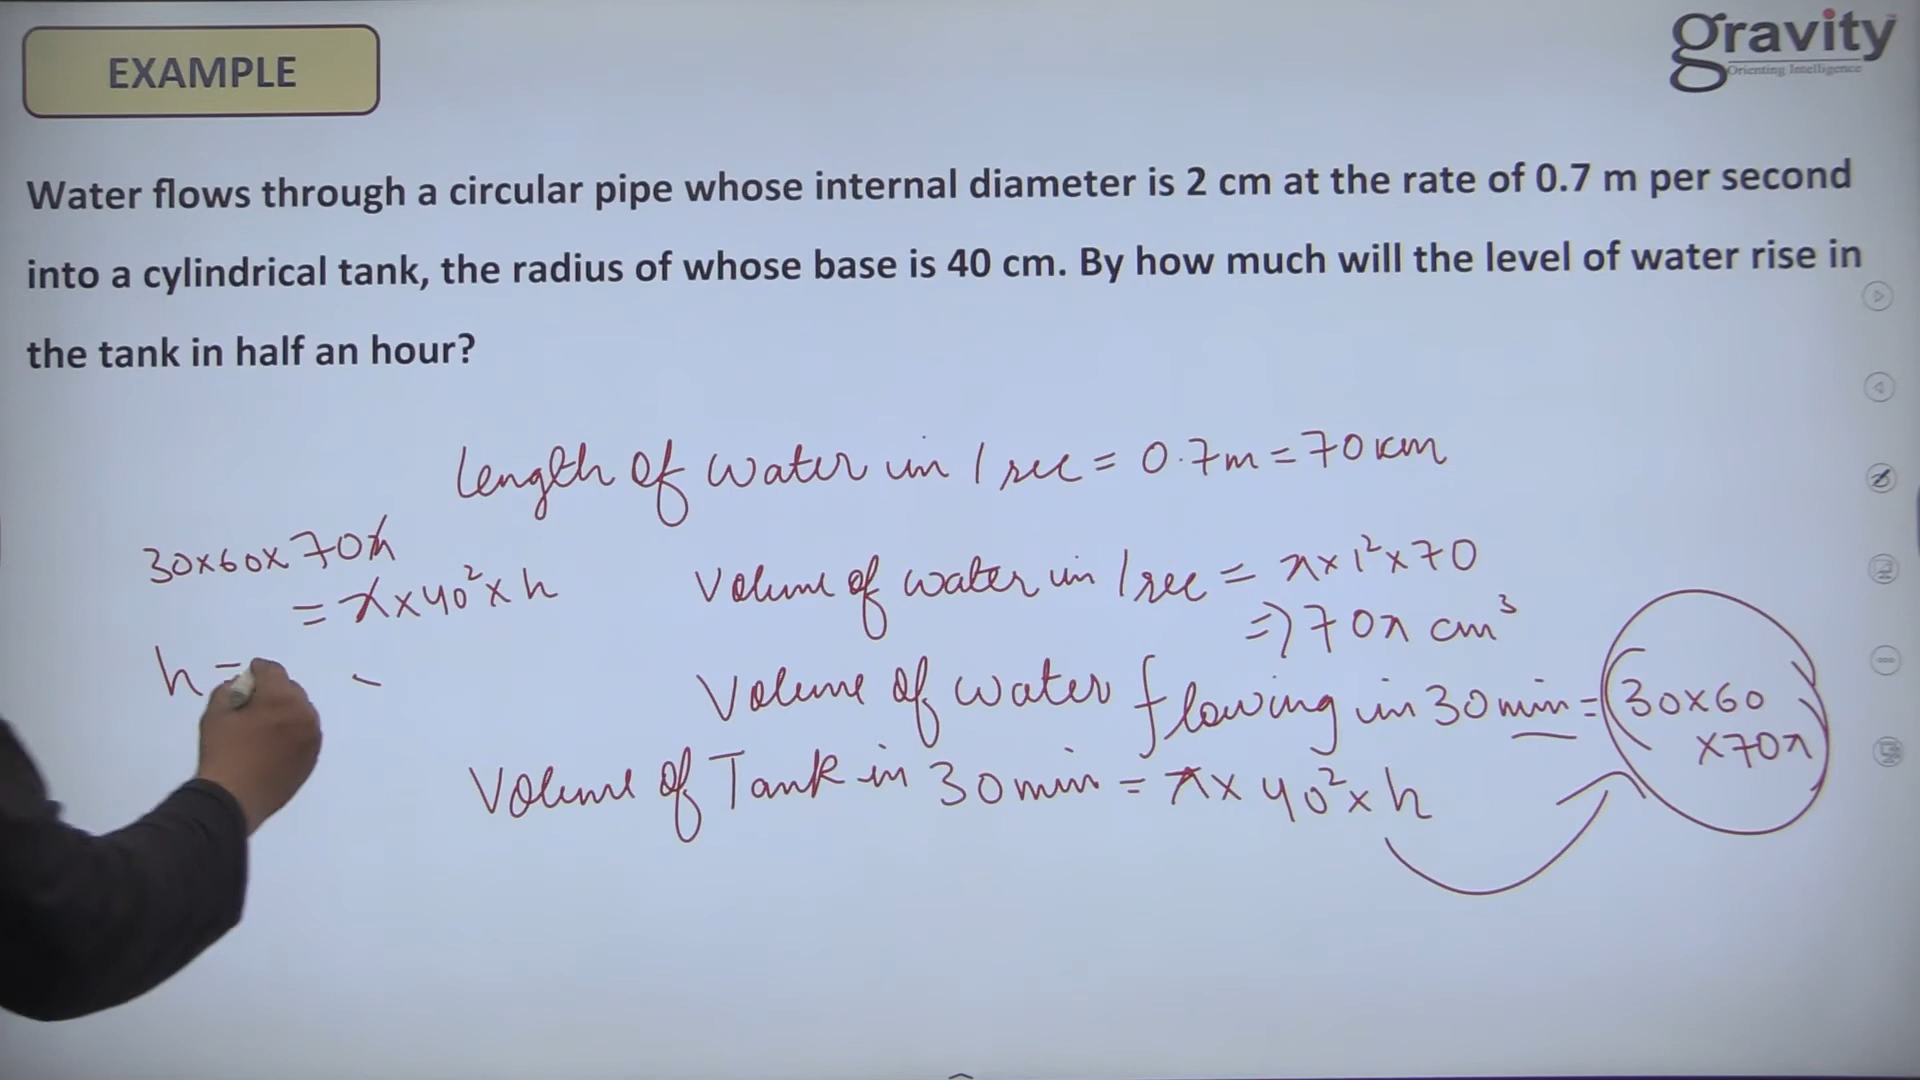 EXAMPLE
gravity
Orienting Intelligence
Water flows through a circular pipe whose internal diameter is 2 cm at the rate of 0.7 m per second
into a cylindrical tank, the radius of whose base is 40 cm. By how much will the level of water rise in
the tank in half an hour?
Length of water in 1 sec = 0.7m = 70 cm
30×60×70π
= π×40²×h
h =
Volume of water in 1 sec = π×1²×70
⇒ 70π cm³
Volume of water flowing in 30 min = (30×60
×70π)
Volume of Tank in 30 min = π×40²×h